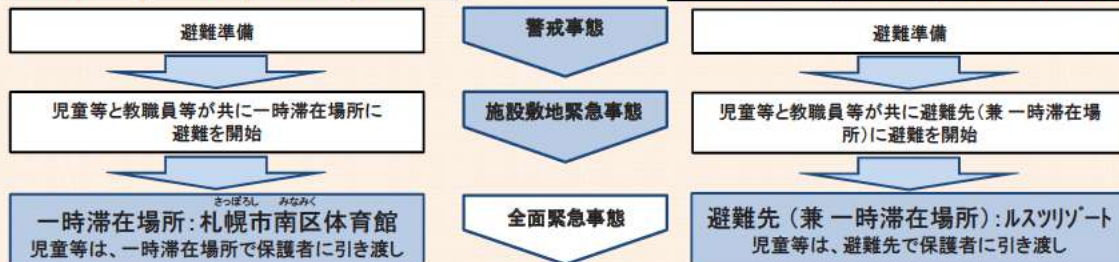 避難準備
警戒事態
避難準備
児童等と教職員等が共に一時滞在場所に
避難を開始
施設敷地緊急事態
児童等と教職員等が共に避難先（兼 一時滞在場
所）に避難を開始
さっぽろし みなみく
一時滞在場所：札幌市南区体育館
児童等は、一時滞在場所で保護者に引き渡し
全面緊急事態
避難先（兼 一時滞在場所）：ルスツリゾート
児童等は、避難先で保護者に引き渡し